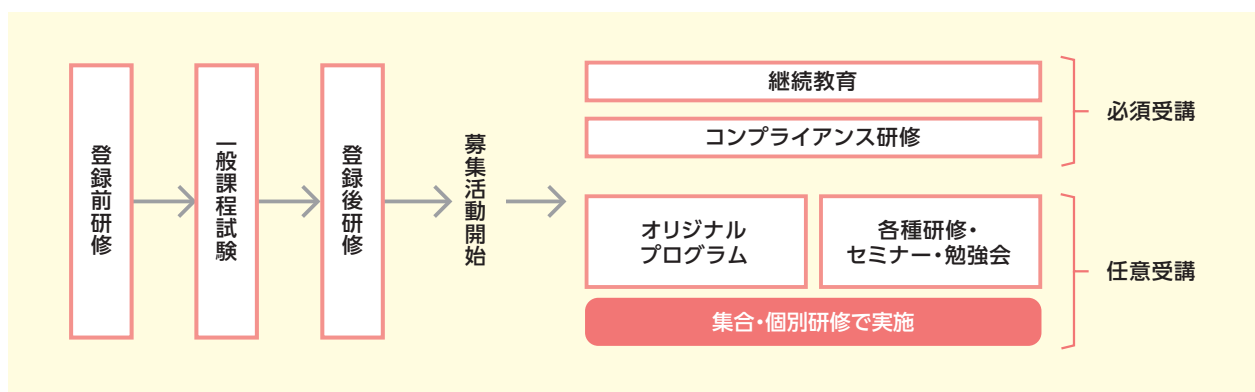 登録前研修
一般課程試験
登録後研修
募集活動開始
継続教育
コンプライアンス研修
必須受講
オリジナル
プログラム
各種研修・
セミナー・勉強会
集合・個別研修で実施
任意受講